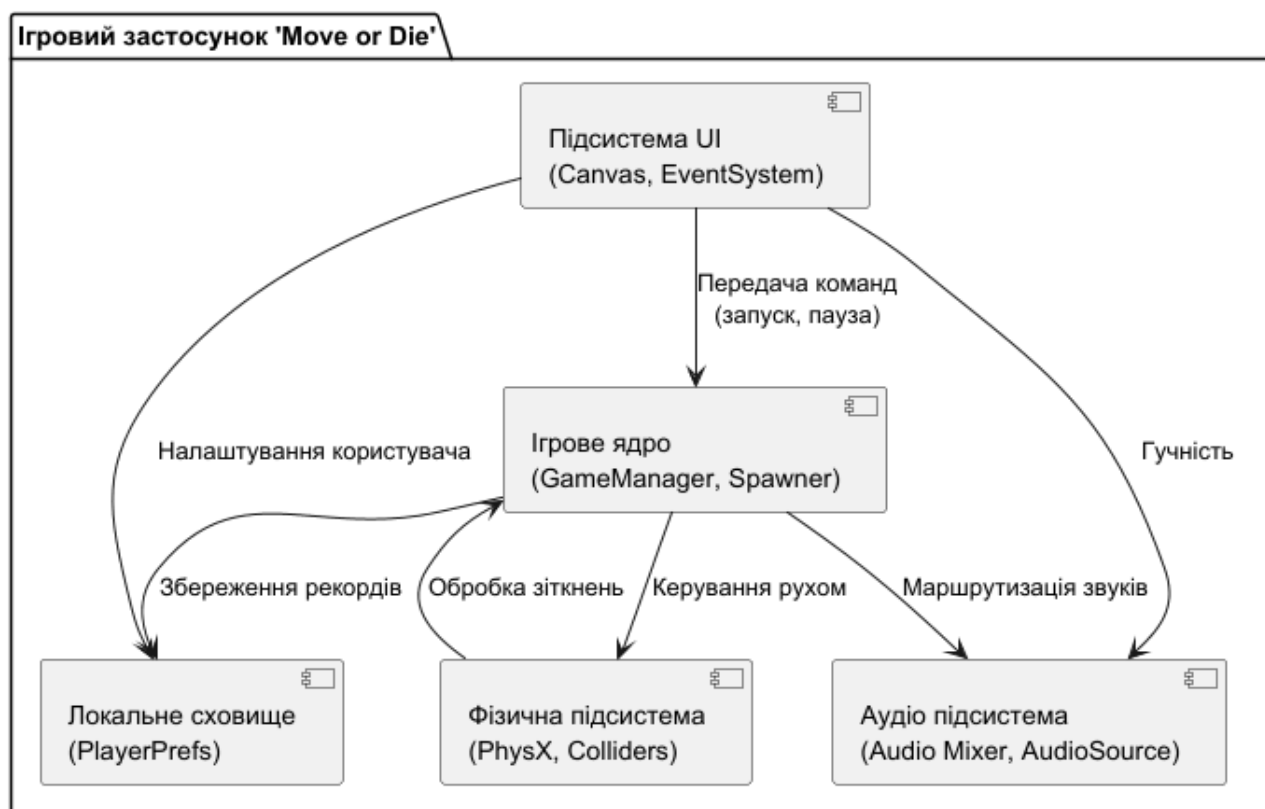 Ігровий застосунок 'Move or Die'
Підсистема UI
(Canvas, EventSystem)
Передача команд
(запуск, пауза)
Налаштування користувача
Ігрове ядро
(GameManager, Spawner)
Гучність
Збереження рекордів
Обробка зіткнень
Керування рухом
Маршрутизація звуків
Локальне сховище
(PlayerPrefs)
Фізична підсистема
(PhysX, Colliders)
Аудіо підсистема
(Audio Mixer, AudioSource)